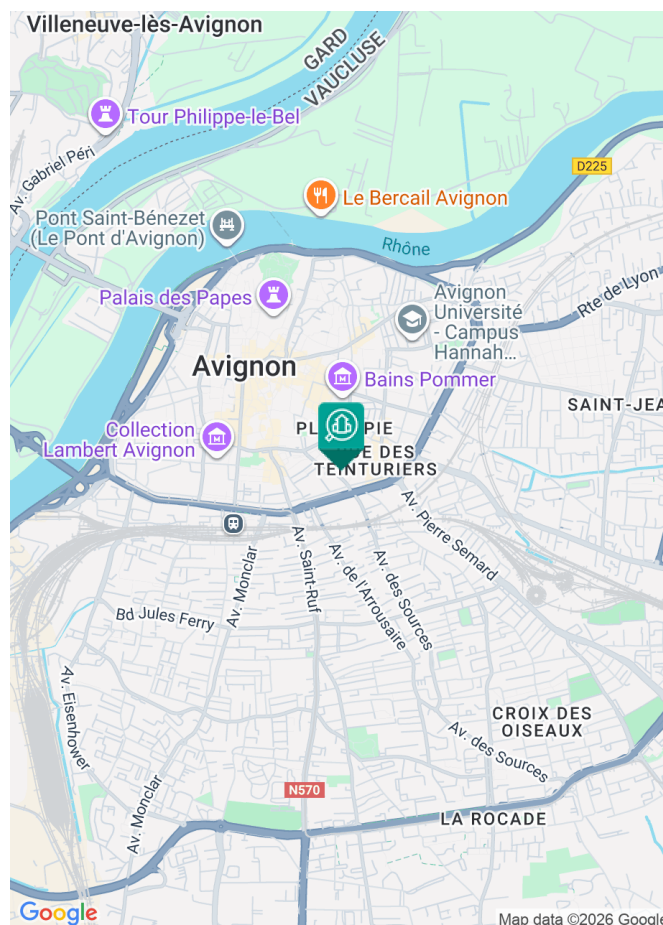 Villeneuve-lès-Avignon
GARD
VAUCLUSE
Tour Philippe-le-Bel
Av. Gabriel Péri
D225
Le Bercail Avignon
Pont Saint-Bénezet
(Le Pont d'Avignon)
Rhône
Rte de Lyon
Palais des Papes
Avignon
Université
- Campus
Hannah...
Avignon
Bains Pommer
SAINT-JEA
PL
PIE
Collection
Lambert Avignon
E DES
TEINTURIERS
Av. Pierre Semard
Av. Saint-Ruf
Av. de l'Arrousaire
Av. des Sources
Av. Monclar
Bd Jules Ferry
Av. Eisenhower
CROIX DES
OISEAUX
Av. des Sources
N570
Av. Monclar
LA ROCADE
Google
Map data ©2026 Google